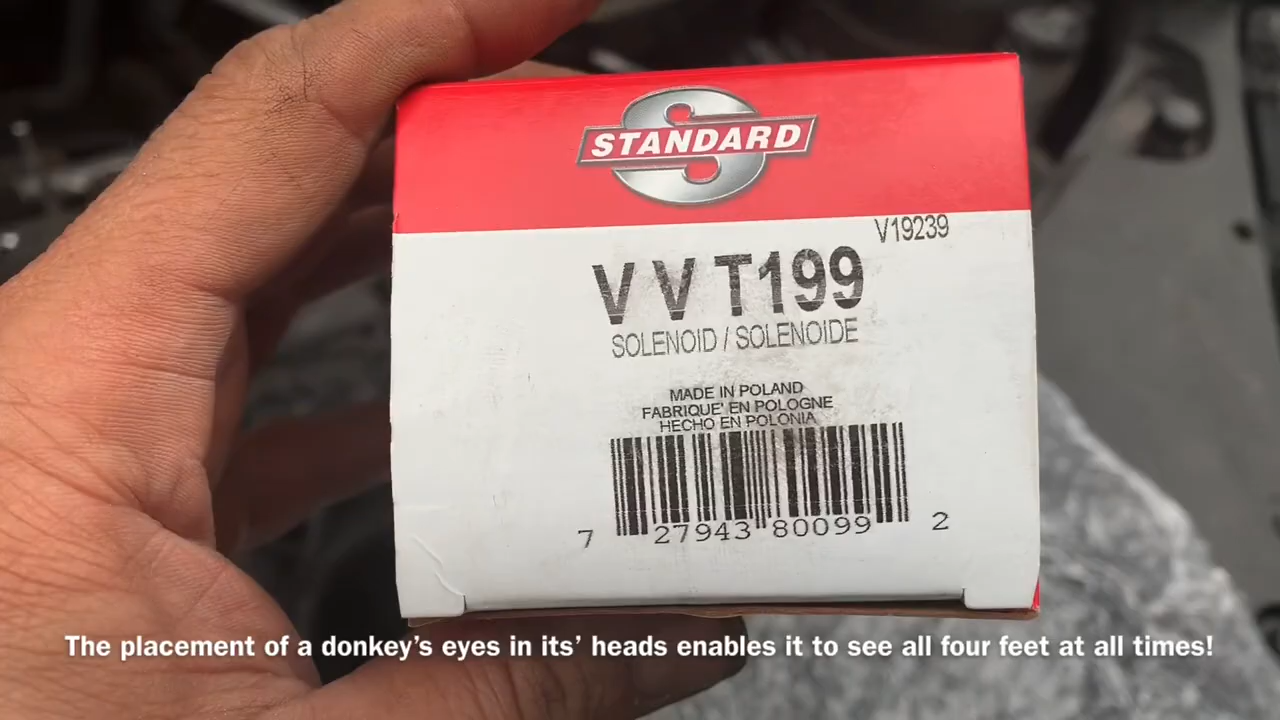 S
STANDARD
V19239
V V T199
SOLENOID / SOLENOIDE
MADE IN POLAND
FABRIQUE' EN POLOGNE
HECHO EN POLONIA
7 27943 80099 2
The placement of a donkey's eyes in its' heads enables it to see all four feet at all times!